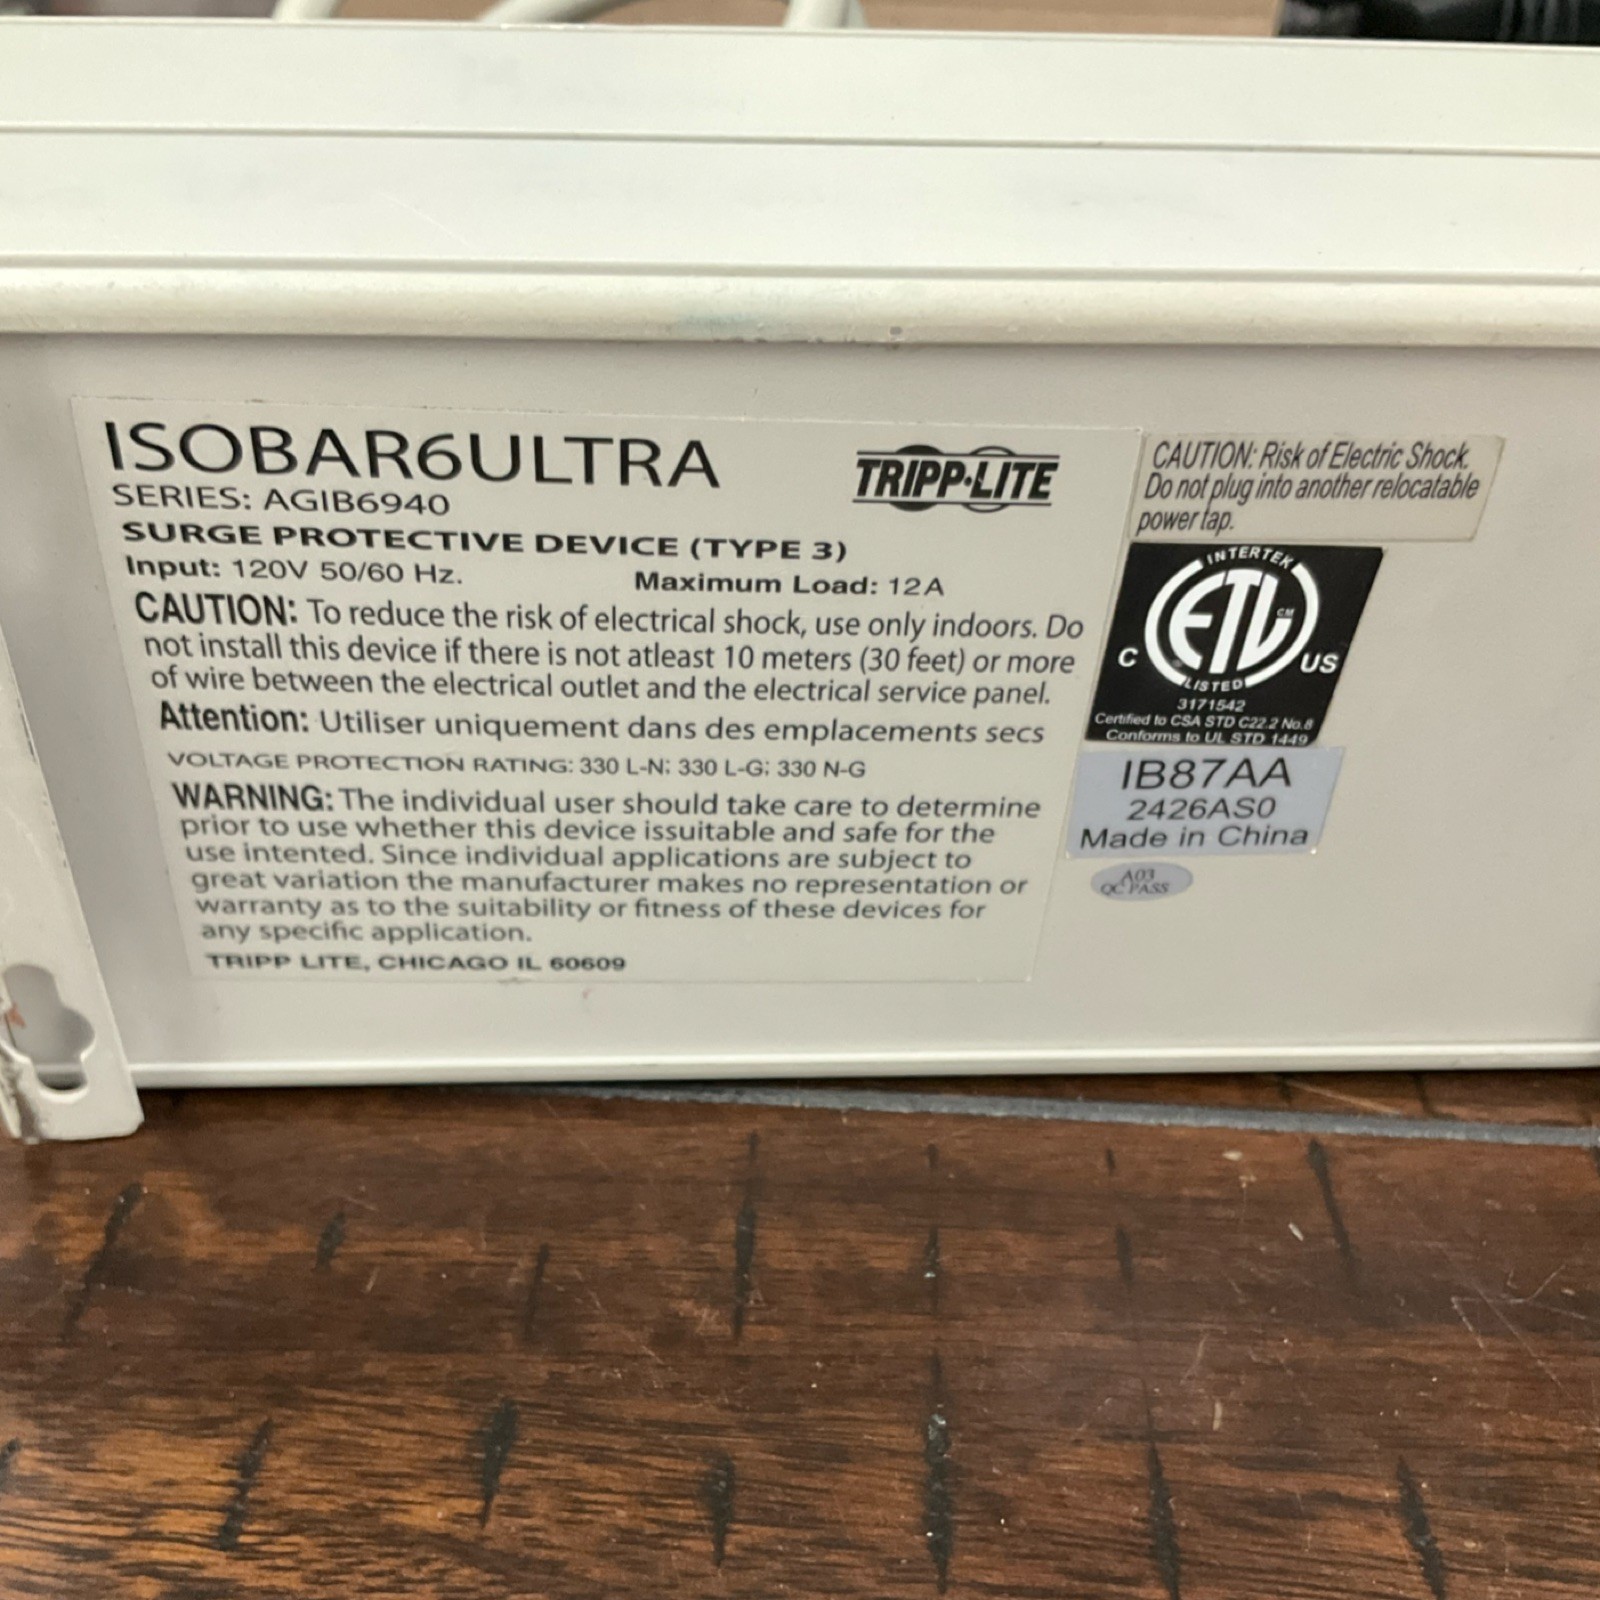 ISOBAR6ULTRA
TRIPP·LITE
SERIES: AGIB6940
SURGE PROTECTIVE DEVICE (TYPE 3)
Input: 120V 50/60 Hz. Maximum Load: 12A
CAUTION: To reduce the risk of electrical shock, use only indoors. Do
not install this device if there is not atleast 10 meters (30 feet) or more
of wire between the electrical outlet and the electrical service panel.
Attention: Utiliser uniquement dans des emplacements secs
VOLTAGE PROTECTION RATING: 330 L-N; 330 L-G; 330 N-G
WARNING: The individual user should take care to determine
prior to use whether this device issuitable and safe for the
use intented. Since individual applications are subject to
great variation the manufacturer makes no representation or
warranty as to the suitability or fitness of these devices for
any specific application.
TRIPP LITE, CHICAGO IL 60609
CAUTION: Risk of Electric Shock.
Do not plug into another relocatable
power tap.
INTERTEK
ETL CM
C US
LISTED
3171542
Certified to CSA STD C22.2 No.8
Conforms to UL STD 1449
IB87AA
2426AS0
Made in China
A03
QC PASS